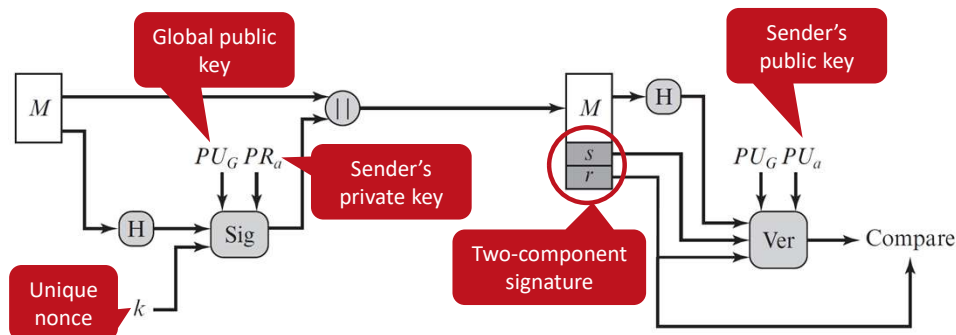 Global public
key
Sender's
public key
M
||
M
H
s
r
PU_G PR_a
Sender's
private key
PU_G PU_a
H
Sig
Two-component
signature
Ver
Compare
Unique
nonce
k